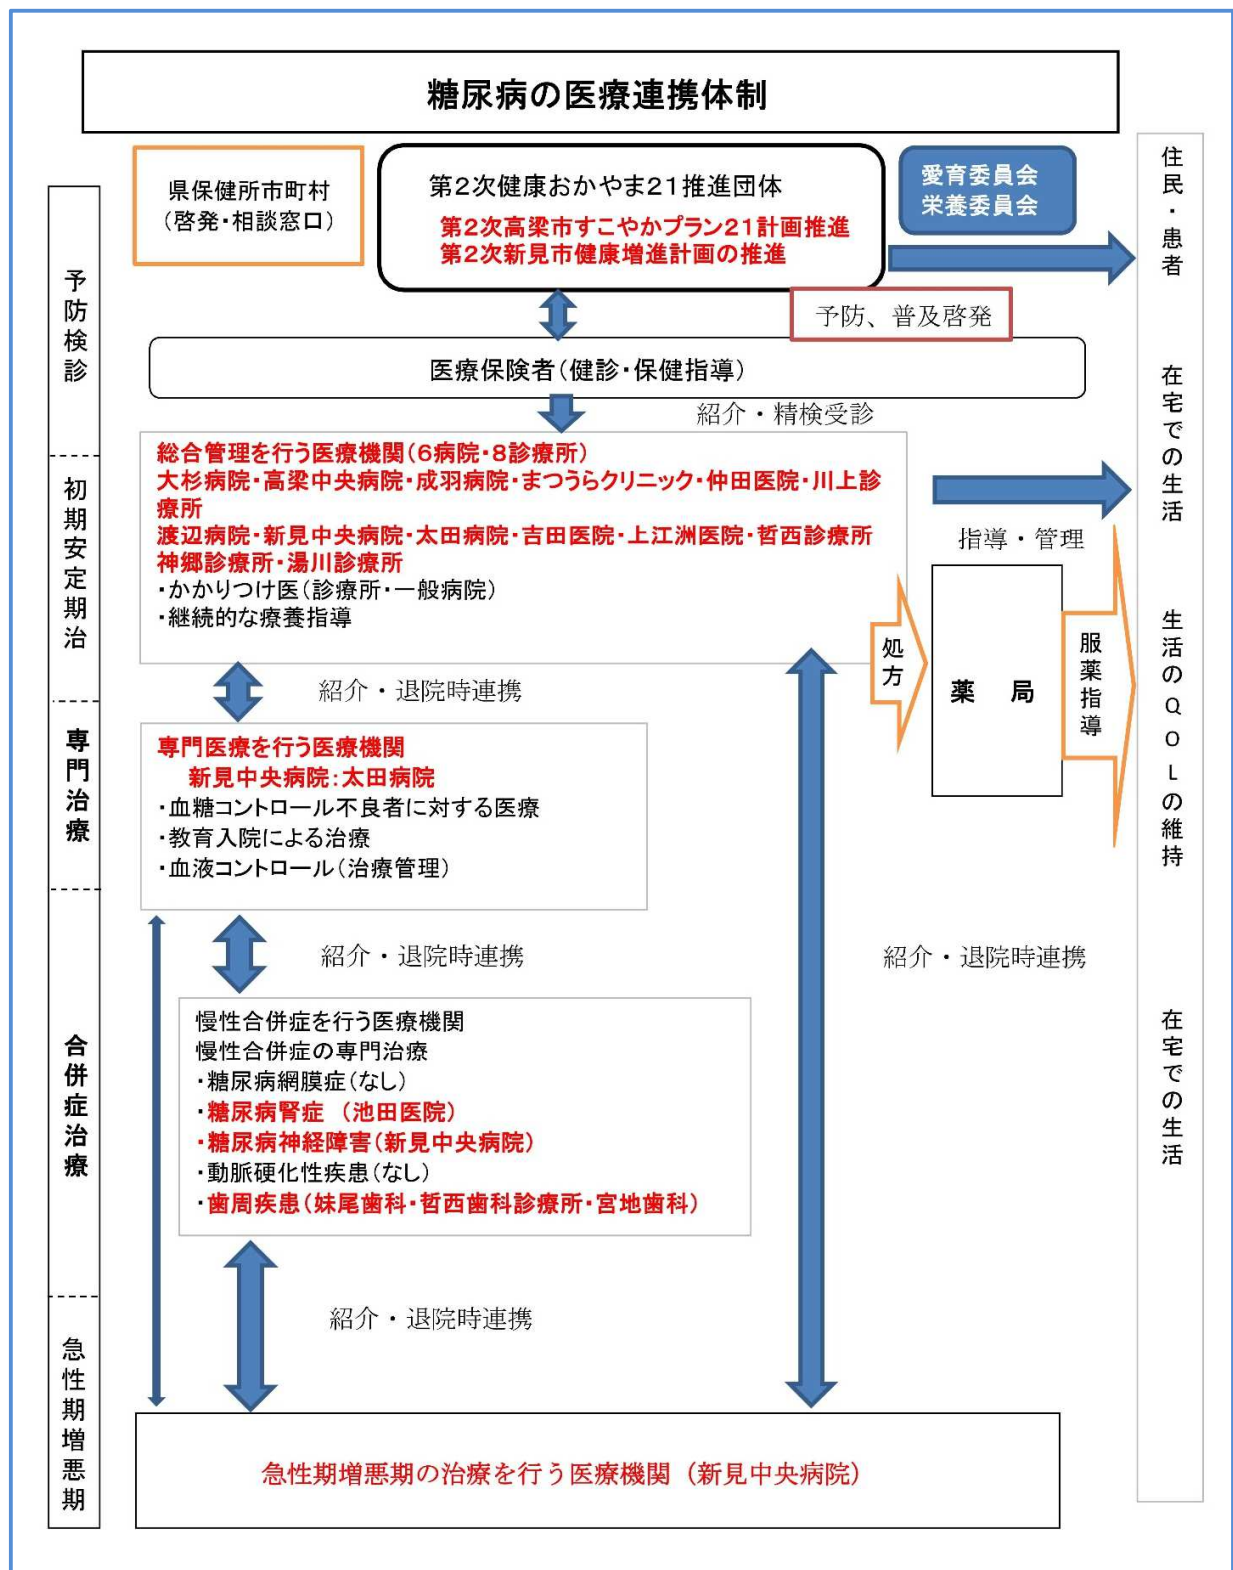 糖尿病の医療連携体制
県保健所市町村
（啓発・相談窓口）
第２次健康おかやま２１推進団体
第２次高梁市すこやかプラン２１計画推進
第２次新見市健康増進計画の推進
愛育委員会
栄養委員会
予防、普及啓発
医療保険者（健診・保健指導）
紹介・精検受診
予防検診
初期安定期治
専門治療
合併症治療
急性期増悪期
総合管理を行う医療機関（６病院・８診療所）
大杉病院・高梁中央病院・成羽病院・まつうらクリニック・仲田医院・川上診
療所
渡辺病院・新見中央病院・太田病院・吉田医院・上江洲医院・哲西診療所
神郷診療所・湯川診療所
・かかりつけ医（診療所・一般病院）
・継続的な療養指導
指導・管理
処方
薬　局
服薬指導
紹介・退院時連携
専門医療を行う医療機関
新見中央病院：太田病院
・血糖コントロール不良者に対する医療
・教育入院による治療
・血液コントロール（治療管理）
紹介・退院時連携
紹介・退院時連携
慢性合併症を行う医療機関
慢性合併症の専門治療
・糖尿病網膜症（なし）
・糖尿病腎症　（池田医院）
・糖尿病神経障害（新見中央病院）
・動脈硬化性疾患（なし）
・歯周疾患（妹尾歯科・哲西歯科診療所・宮地歯科）
紹介・退院時連携
急性期増悪期の治療を行う医療機関（新見中央病院）
住民・患者
在宅での生活
生活のＱＯＬの維持
在宅での生活